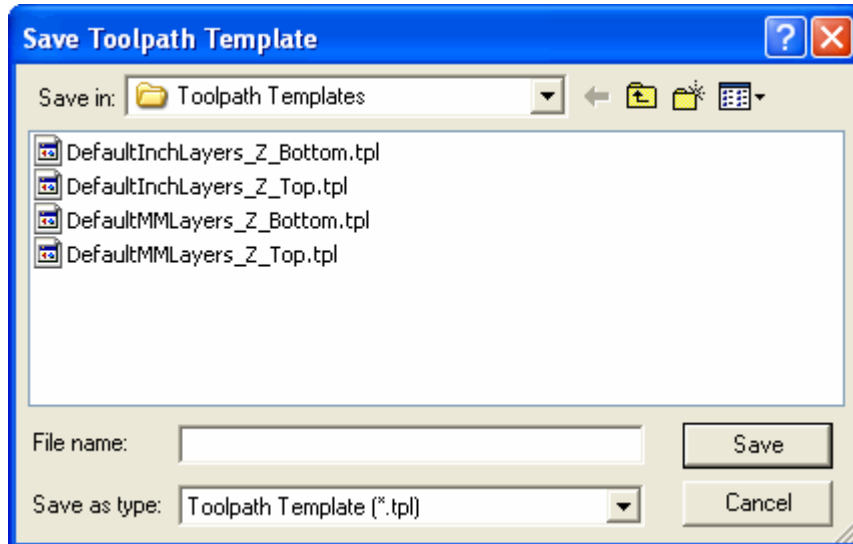 Save Toolpath Template
Save in: Toolpath Templates
DefaultInchLayers_Z_Bottom.tpl
DefaultInchLayers_Z_Top.tpl
DefaultMMLayers_Z_Bottom.tpl
DefaultMMLayers_Z_Top.tpl
File name: Save
Save as type: Toolpath Template (*.tpl) Cancel